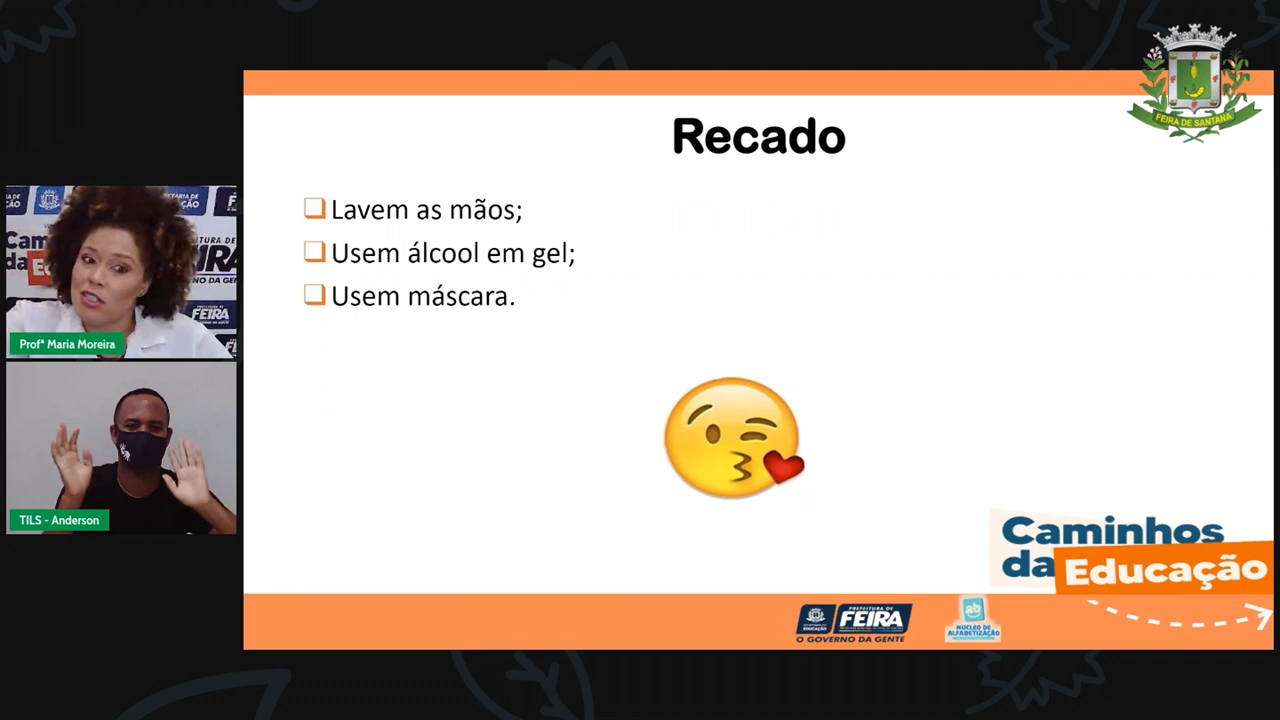 FEIRA DE SANTANA
Recado
Lavem as mãos;
Usem álcool em gel;
Usem máscara.
Profª Maria Moreira
TILS - Anderson
Caminhos
da Educação
PREFEITURA DE
FEIRA
O GOVERNO DA GENTE
ab
NÚCLEO DE
ALFABETIZAÇÃO